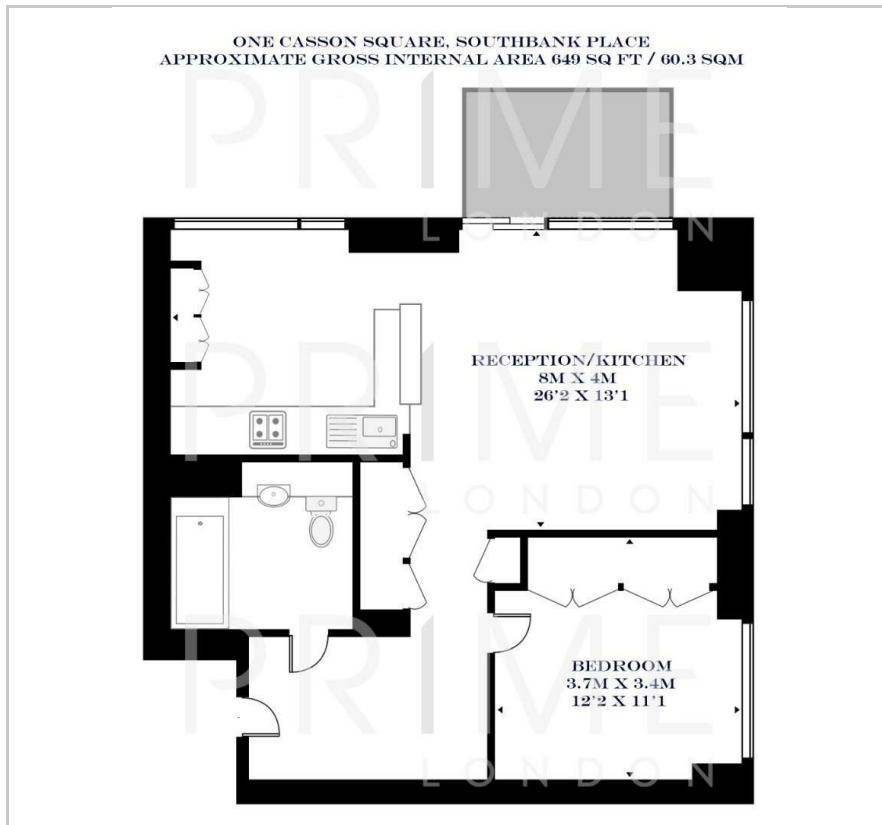 ONE CASSON SQUARE, SOUTHBANK PLACE
APPROXIMATE GROSS INTERNAL AREA 649 SQ FT / 60.3 SQM
PRIME
LONDON
RECEPTION/KITCHEN
8M X 4M
26'2 X 13'1
PRIME
LONDON
BEDROOM
3.7M X 3.4M
12'2 X 11'1
PRIME
LONDON